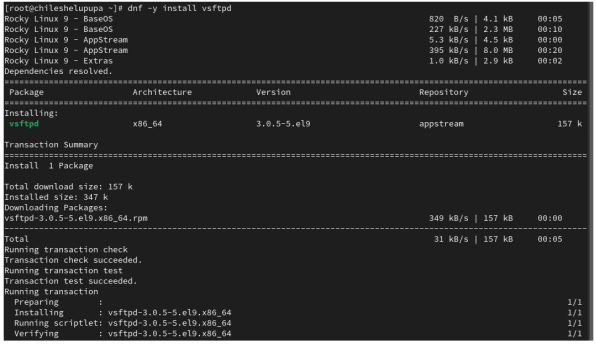 [root@chileshelupupa ~]# dnf -y install vsftpd
Rocky Linux 9 - BaseOS 820 B/s | 4.1 kB 00:05
Rocky Linux 9 - BaseOS 227 kB/s | 2.3 MB 00:10
Rocky Linux 9 - AppStream 5.3 kB/s | 4.5 kB 00:00
Rocky Linux 9 - AppStream 395 kB/s | 8.0 MB 00:20
Rocky Linux 9 - Extras 1.0 kB/s | 2.9 kB 00:02
Dependencies resolved.
Package Architecture Version Repository Size
Installing:
vsftpd x86_64 3.0.5-5.el9 appstream 157 k
Transaction Summary
Install 1 Package
Total download size: 157 k
Installed size: 347 k
Downloading Packages:
vsftpd-3.0.5-5.el9.x86_64.rpm 349 kB/s | 157 kB 00:00
Total 31 kB/s | 157 kB 00:05
Running transaction check
Transaction check succeeded.
Running transaction test
Transaction test succeeded.
Running transaction
Preparing : 1/1
Installing : vsftpd-3.0.5-5.el9.x86_64 1/1
Running scriptlet: vsftpd-3.0.5-5.el9.x86_64 1/1
Verifying : vsftpd-3.0.5-5.el9.x86_64 1/1